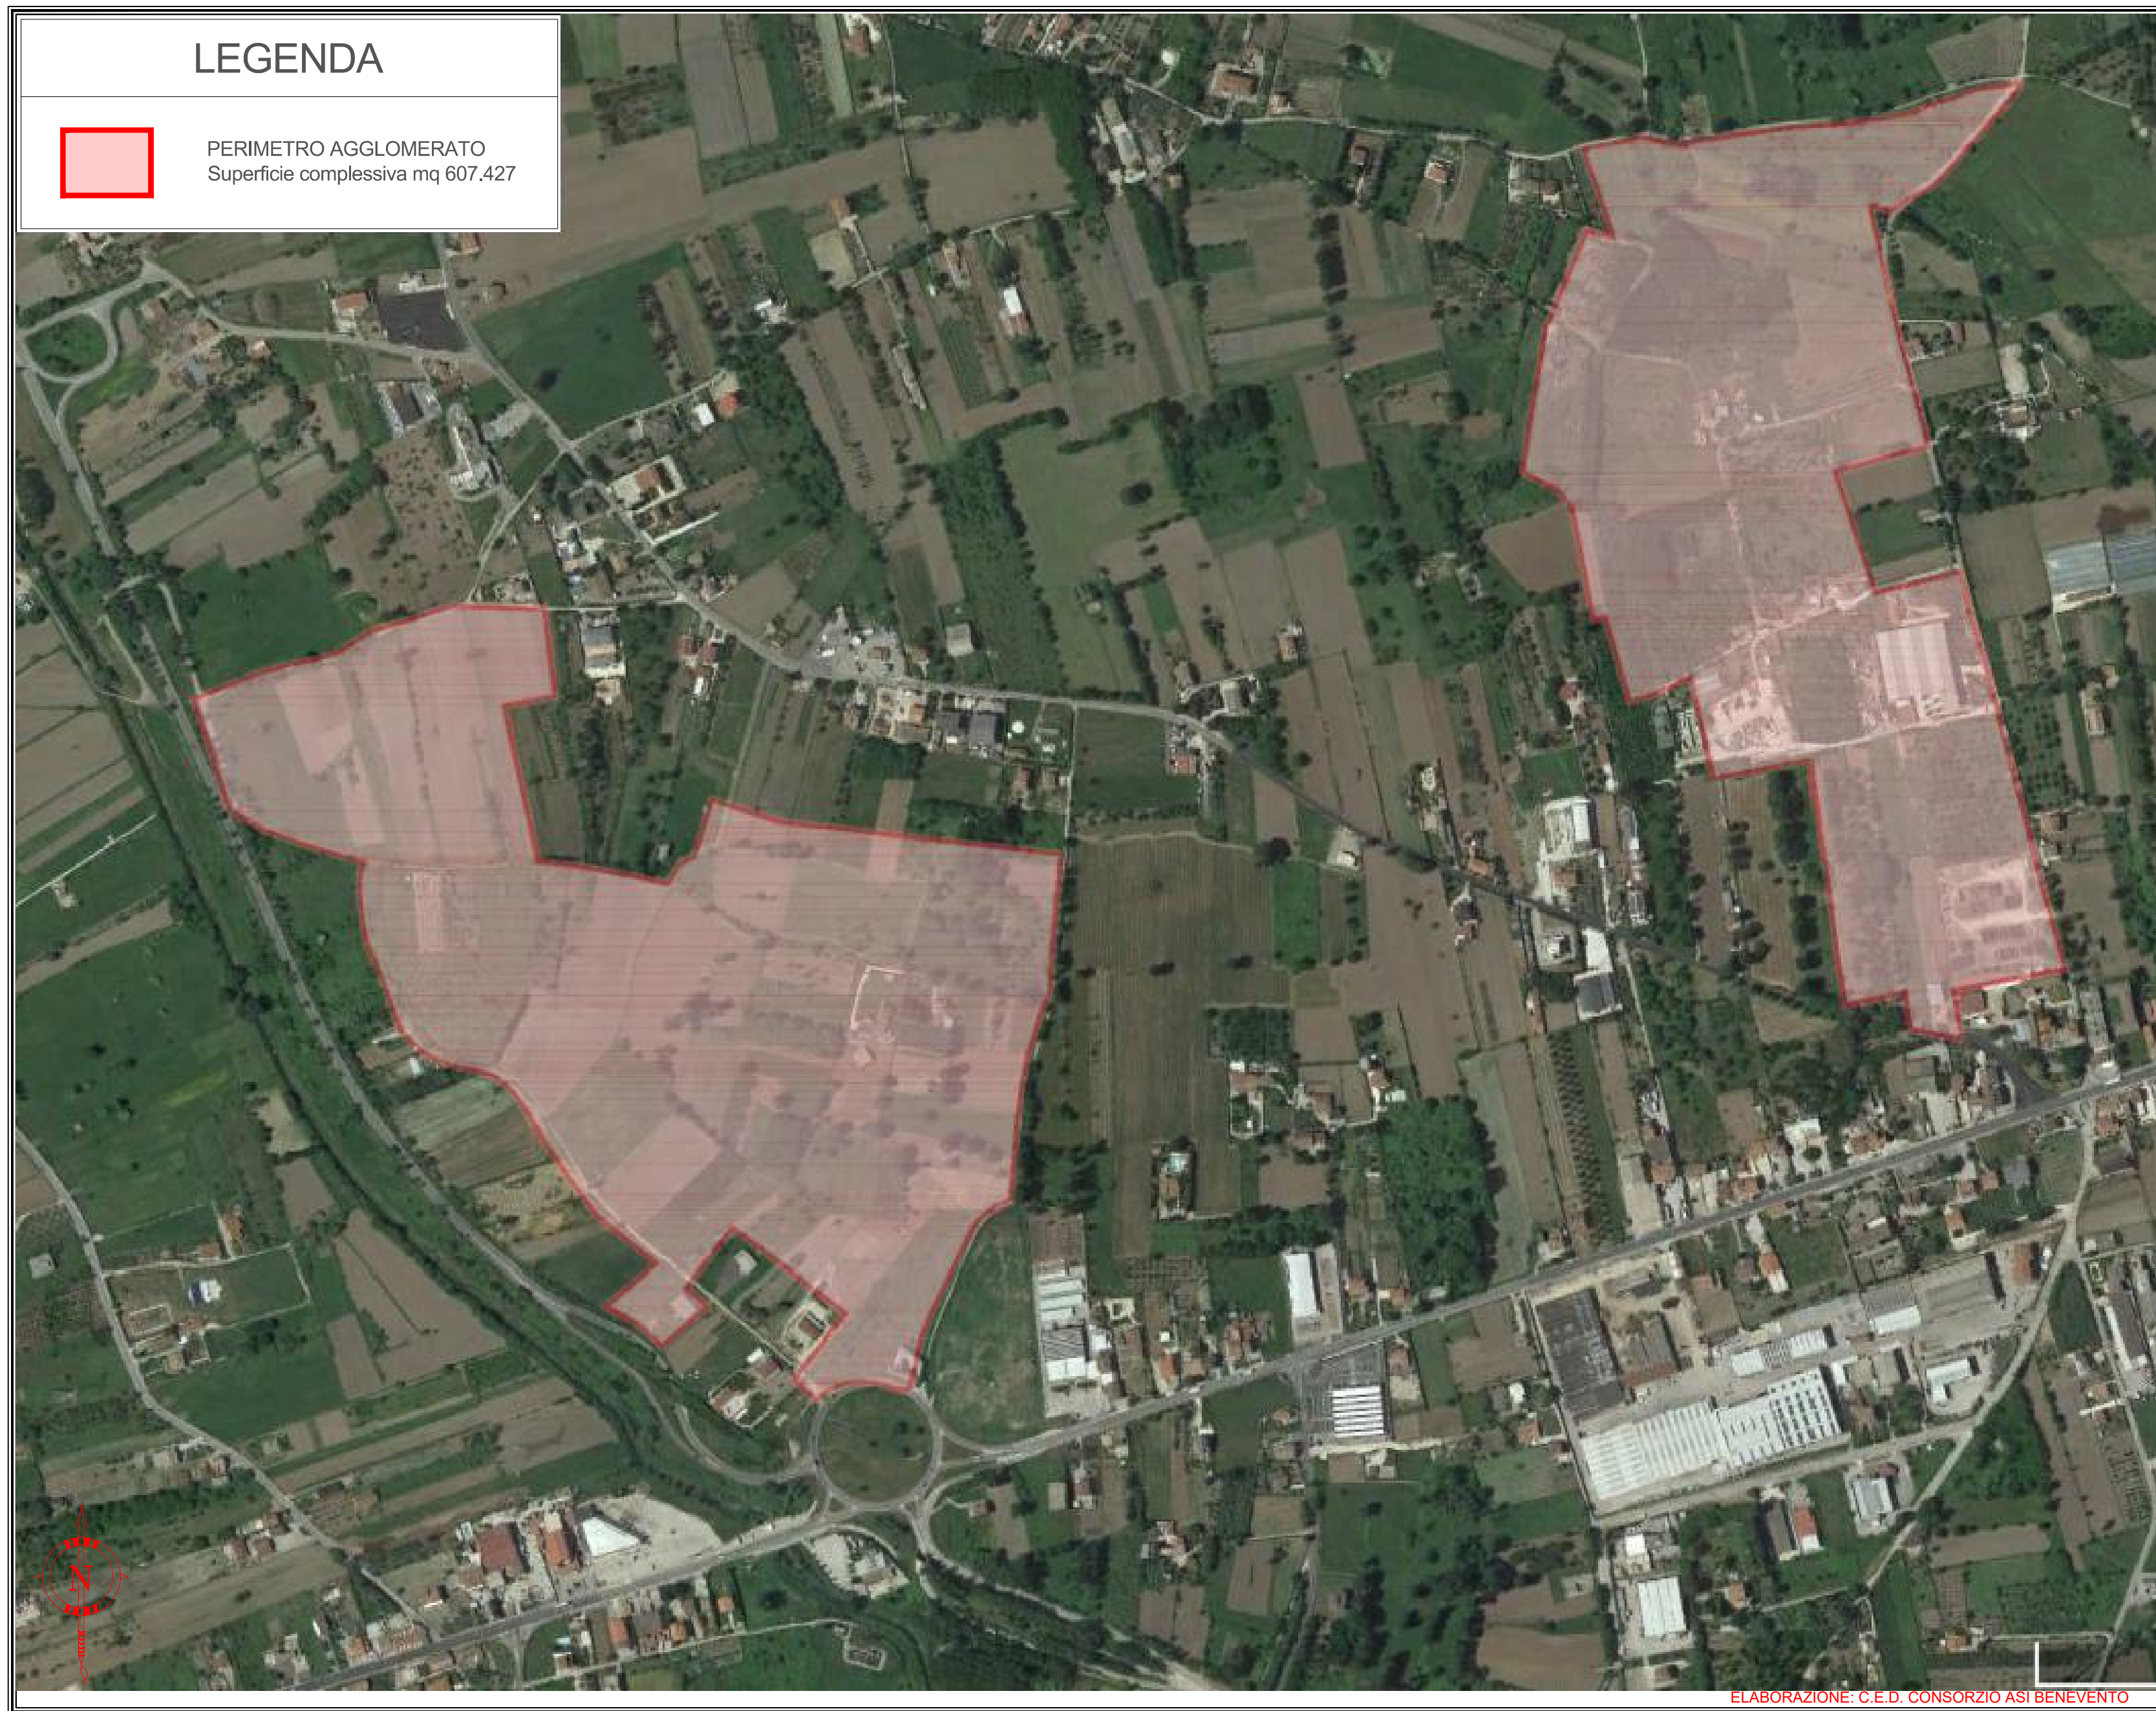 LEGENDA
PERIMETRO AGGLOMERATO
Superficie complessiva mq 607.427
N
ELABORAZIONE: C.E.D. CONSORZIO ASI BENEVENTO